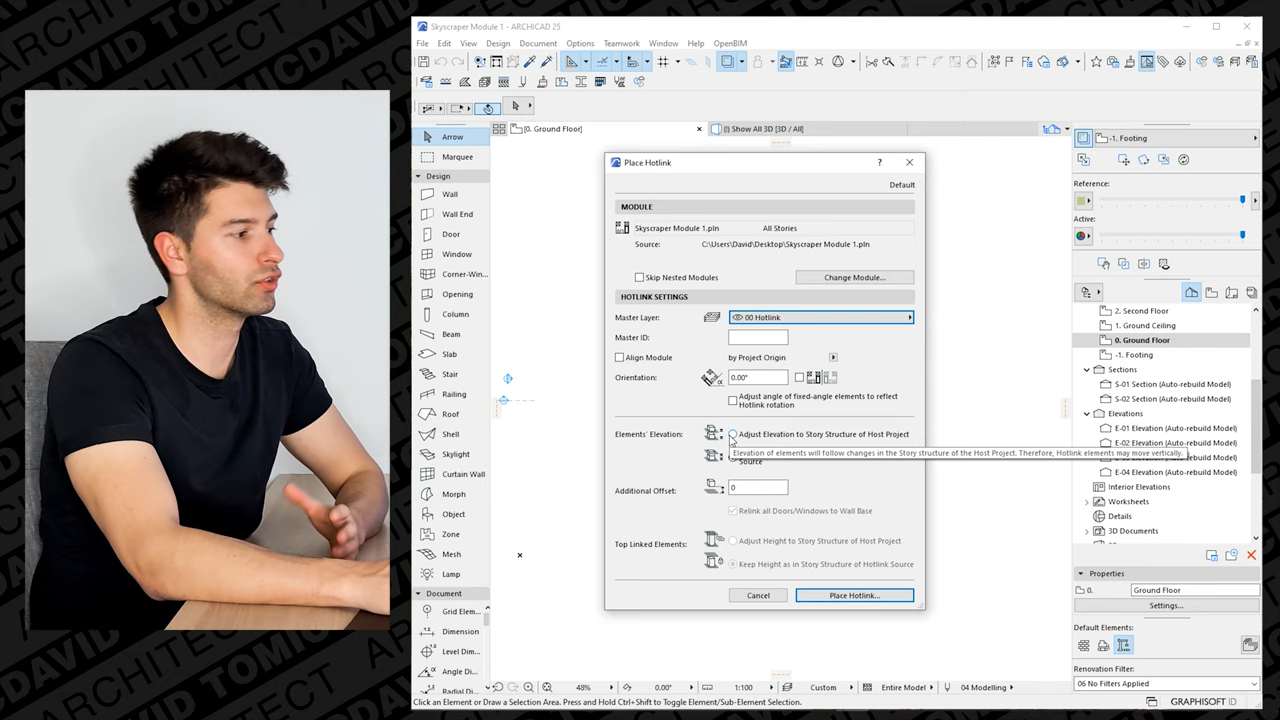 Skyscraper Module 1 - ARCHICAD 25
File Edit View Design Document Options Teamwork Window Help OpenBIM
[0. Ground Floor]
(!) Show All 3D [3D / All]
Arrow
Marquee
Design
Wall
Wall End
Door
Window
Corner-Win...
Opening
Column
Beam
Slab
Stair
Railing
Roof
Shell
Skylight
Curtain Wall
Morph
Object
Zone
Mesh
Lamp
Document
Grid Elem...
Dimension
Level Dim...
Angle Di...
Radial Di...
Place Hotlink
Default
MODULE
Skyscraper Module 1.pln All Stories
Source: C:\Users\David\Desktop\Skyscraper Module 1.pln
Skip Nested Modules
Change Module...
HOTLINK SETTINGS
Master Layer: 00 Hotlink
Master ID:
Align Module by Project Origin
Orientation: 0.00°
Adjust angle of fixed-angle elements to reflect
Hotlink rotation
Elements' Elevation: Adjust Elevation to Story Structure of Host Project
Elevation of elements will follow changes in the Story structure of the Host Project. Therefore, Hotlink elements may move vertically.
Source
Additional Offset: 0
Relink all Doors/Windows to Wall Base
Top Linked Elements: Adjust Height to Story Structure of Host Project
Keep Height as in Story Structure of Hotlink Source
Cancel
Place Hotlink...
-1. Footing
Reference:
Active:
2. Second Floor
1. Ground Ceiling
0. Ground Floor
-1. Footing
Sections
S-01 Section (Auto-rebuild Model)
S-02 Section (Auto-rebuild Model)
Elevations
E-01 Elevation (Auto-rebuild Model)
E-02 Elevation (Auto-rebuild Model)
E-04 Elevation (Auto-rebuild Model)
Interior Elevations
Worksheets
Details
3D Documents
Properties
0. Ground Floor
Settings...
Default Elements:
Renovation Filter:
06 No Filters Applied
48% 0.00° 1:100 Custom Entire Model 04 Modelling
Click an Element or Draw a Selection Area. Press and Hold Ctrl+Shift to Toggle Element/Sub-Element Selection.
GRAPHISOFT ID